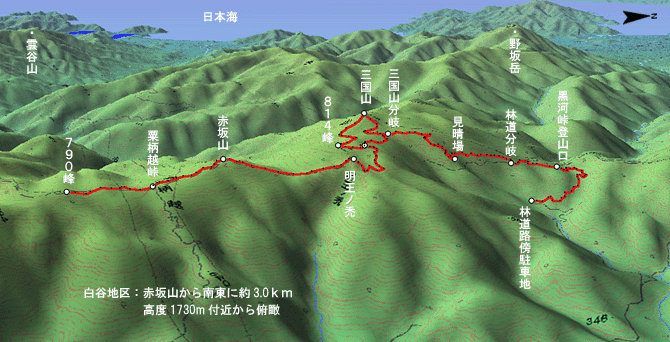 日本海
・雲谷山
・野坂岳
三国山
三国山分岐
814峰
見晴場
林道分岐
黒河峠登山口
赤坂山
粟柄越峠
790峰
明王ノ禿
林道路傍駐車地
白谷地区：赤坂山から南東に約3.0km
高度1730m付近から俯瞰
346